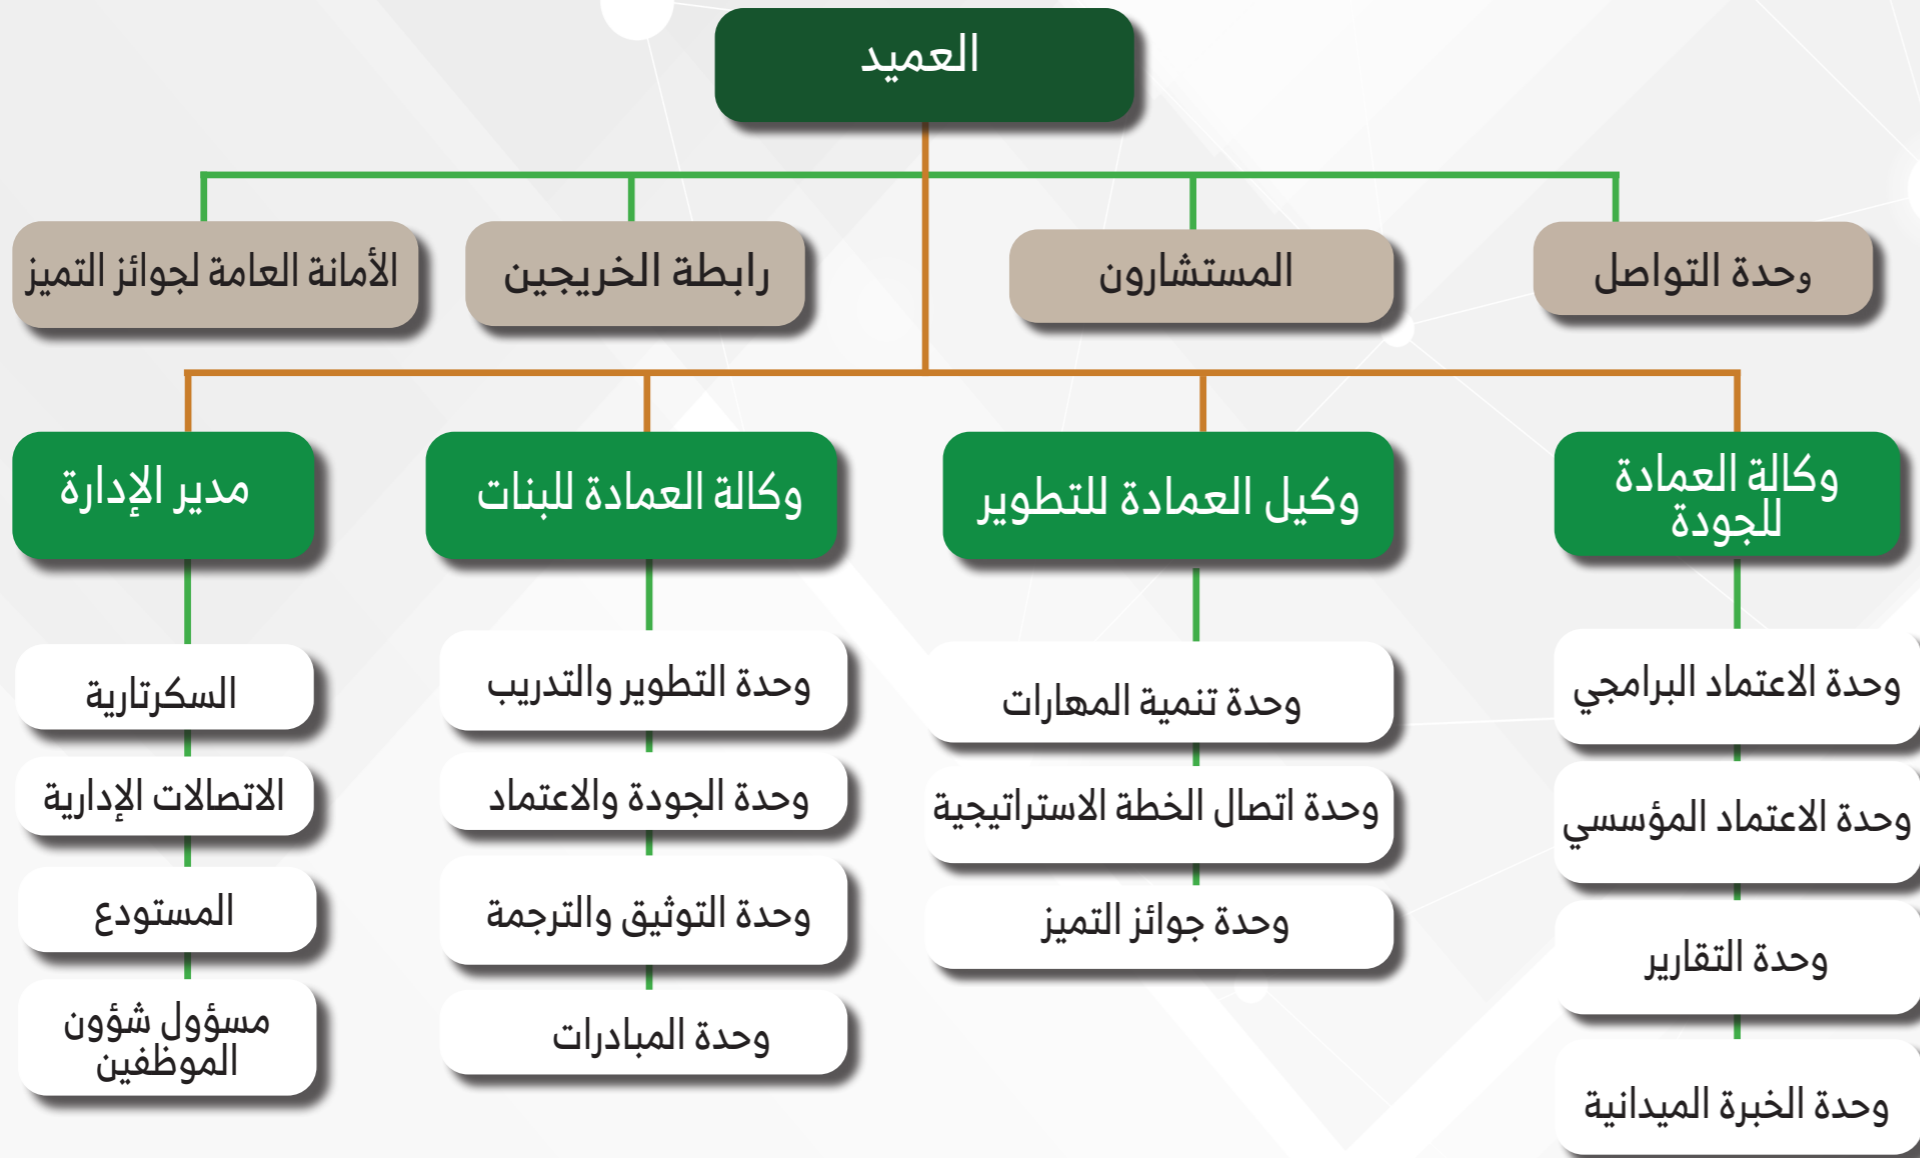 العميد
وحدة التواصل
المستشارون
رابطة الخريجين
الأمانة العامة لجوائز التميز
وكالة العمادة
للجودة
وكيل العمادة للتطوير
وكالة العمادة للبنات
مدير الإدارة
وحدة الاعتماد البرامجي
وحدة الاعتماد المؤسسي
وحدة التقارير
وحدة الخبرة الميدانية
وحدة تنمية المهارات
وحدة اتصال الخطة الاستراتيجية
وحدة جوائز التميز
وحدة التطوير والتدريب
وحدة الجودة والاعتماد
وحدة التوثيق والترجمة
وحدة المبادرات
السكرتارية
الاتصالات الإدارية
المستودع
مسؤول شؤون
الموظفين